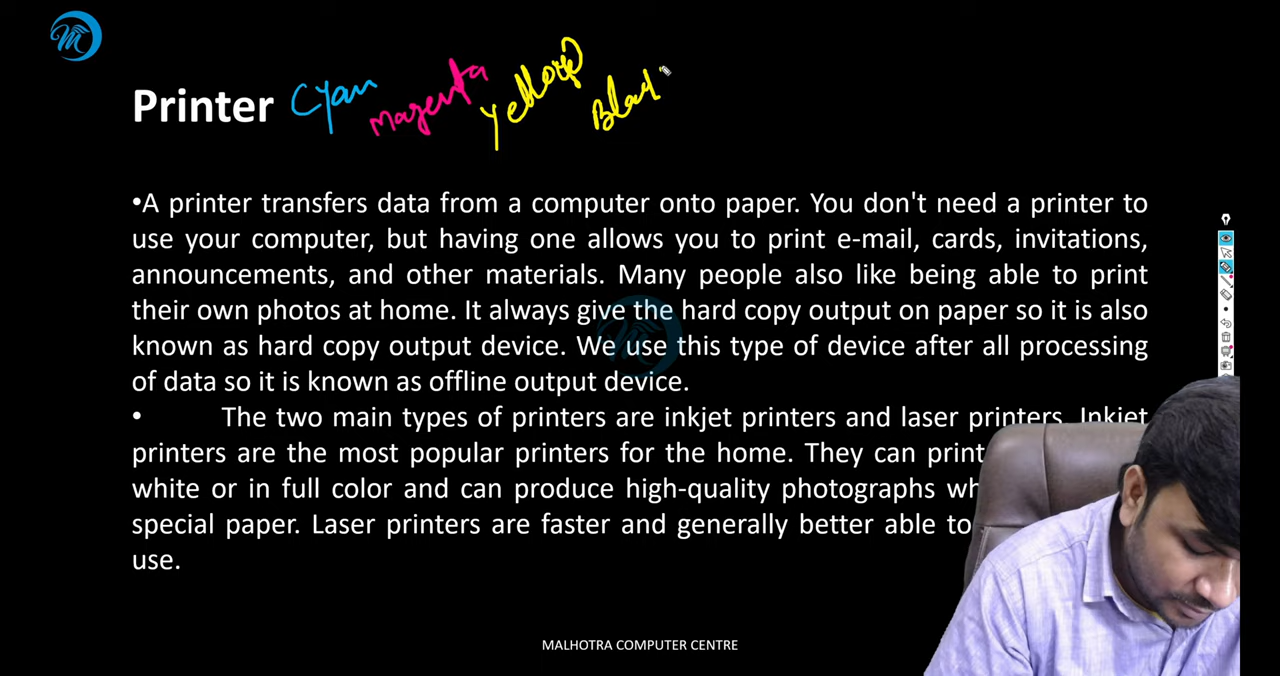 Printer Cyan Magenta Yellow Black
•A printer transfers data from a computer onto paper. You don't need a printer to
use your computer, but having one allows you to print e-mail, cards, invitations,
announcements, and other materials. Many people also like being able to print
their own photos at home. It always give the hard copy output on paper so it is also
known as hard copy output device. We use this type of device after all processing
of data so it is known as offline output device.
• The two main types of printers are inkjet printers and laser printers. Inkjet
printers are the most popular printers for the home. They can print
white or in full color and can produce high-quality photographs wh
special paper. Laser printers are faster and generally better able to
use.
MALHOTRA COMPUTER CENTRE